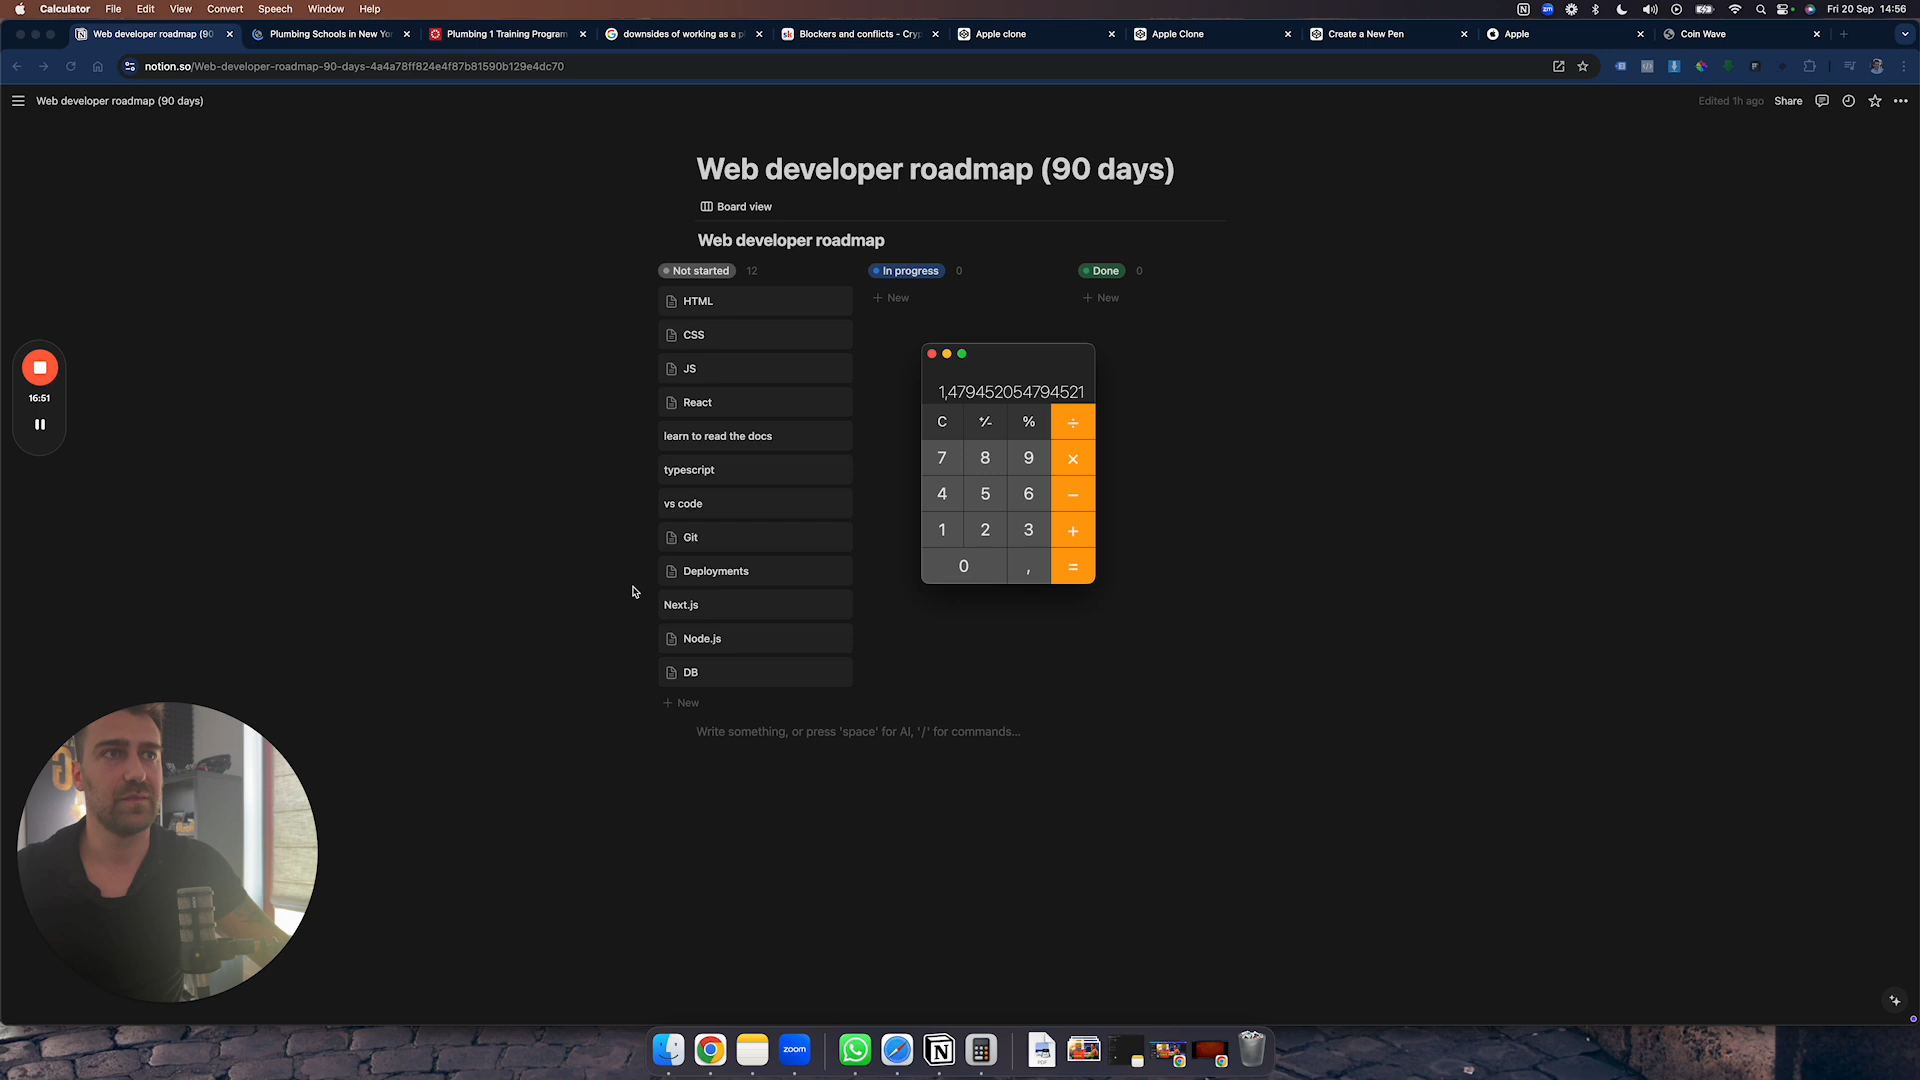 Calculator File Edit View Convert Speech Window Help
Fri 20 Sep 14:56
Web developer roadmap (90
Plumbing Schools in New Yor
Plumbing 1 Training Program
downsides of working as a pl
Blockers and conflicts - Cryp
Apple clone
Apple Clone
Create a New Pen
Apple
Coin Wave
notion.so/Web-developer-roadmap-90-days-4a4a78ff824e4f87b81590b129e4dc70
Web developer roadmap (90 days)
Edited 1h ago Share
Web developer roadmap (90 days)
Board view
Web developer roadmap
Not started 12
In progress 0
Done 0
HTML
+ New
+ New
CSS
JS
React
learn to read the docs
typescript
vs code
Git
Deployments
Next.js
Node.js
DB
+ New
Write something, or press 'space' for AI, '/' for commands...
1,479452054794521
C +⁄- % ÷
7 8 9 ×
4 5 6 −
1 2 3 +
0 , =
16:51
zoom
PDF